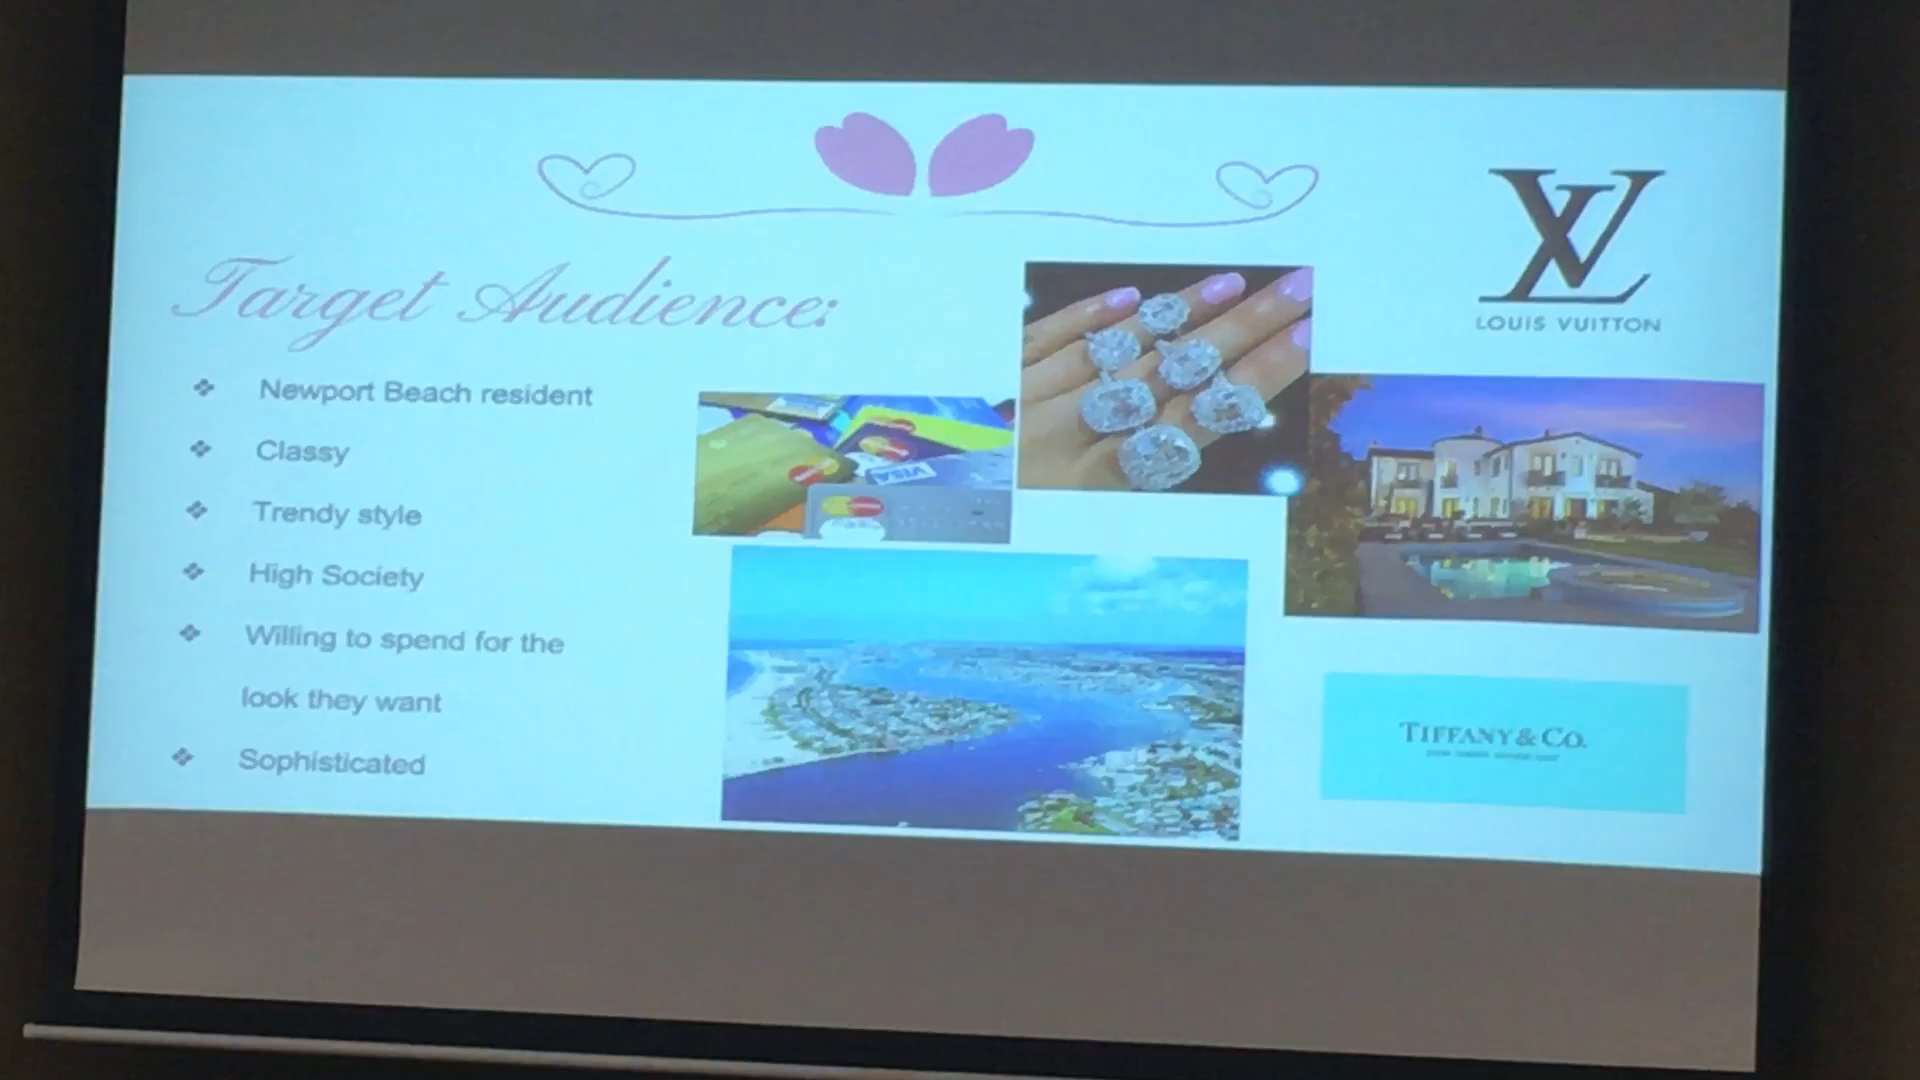 Target Audience:
Newport Beach resident
Classy
Trendy style
High Society
Willing to spend for the
look they want
Sophisticated
LOUIS VUITTON
VISA
TIFFANY & CO.